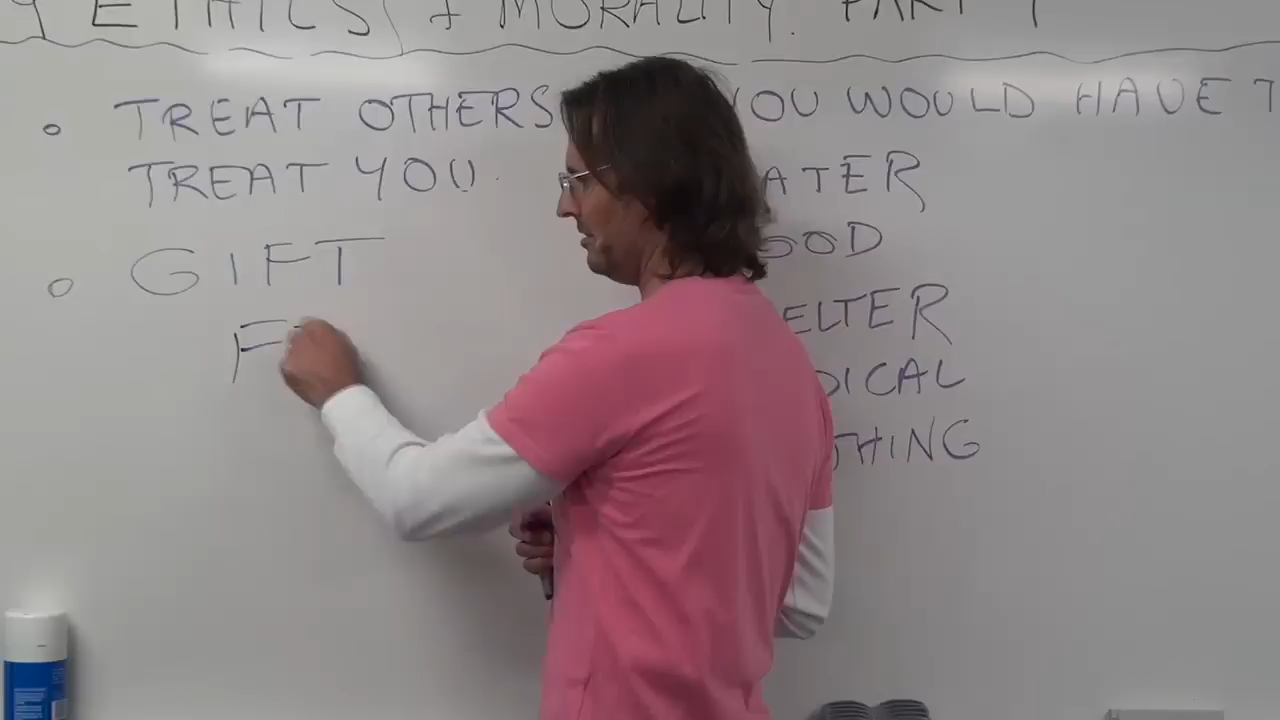 ETHICS + MORALITY. PART 1
• TREAT OTHERS YOU WOULD HAVE T
TREAT YOU.
ATER
OOD
• GIFT
ELTER
F
DICAL
THING